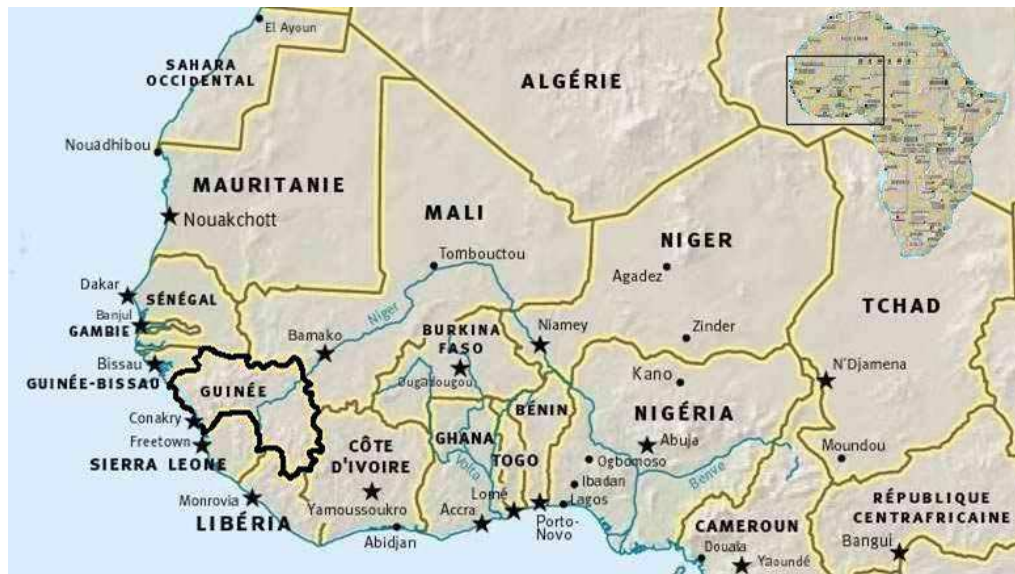 El Ayoun
SAHARA
OCCIDENTAL
ALGÉRIE
Nouâdhibou
MAURITANIE
Nouakchott
MALI
NIGER
Tombouctou
Agadez
TCHAD
Dakar
SÉNÉGAL
Banjul
GAMBIE
Niger
Bamako
BURKINA
FASO
Niamey
Zinder
Bissau
GUINÉE-BISSAU
GUINÉE
Ougadougou
Kano
N'Djamena
BÉNIN
NIGÉRIA
Conakry
Freetown
SIERRA LEONE
CÔTE
D'IVOIRE
GHANA
TOGO
Volta
Abuja
Moundou
Ogbomoso
Benve
Ibadan
Monrovia
LIBÉRIA
Yamoussoukro
Lomé
Accra
Lagos
Porto-
Novo
Abidjan
RÉPUBLIQUE
CENTRAFRICAINE
CAMEROUN
Bangui
Douala
Yaoundé